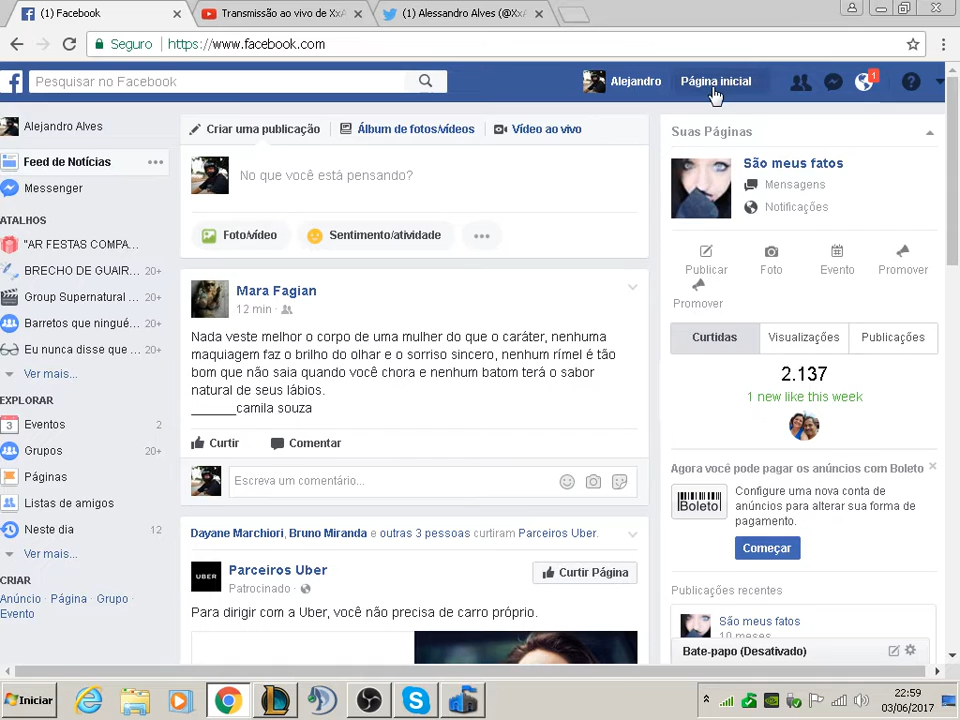 (1) Facebook
Transmissão ao vivo de XxA
(1) Alessandro Alves (@XxA
Seguro
https://www.facebook.com
Pesquisar no Facebook
Alejandro
Página inicial
1
Alejandro Alves
Feed de Notícias
Messenger
ATALHOS
"AR FESTAS COMPA...
BRECHO DE GUAIR... 20+
Group Supernatural ... 20+
Barretos que ningué... 20+
Eu nunca disse que ... 20+
Ver mais...
EXPLORAR
Eventos 2
Grupos 20+
Páginas
Listas de amigos
Neste dia 12
Ver mais...
CRIAR
Anúncio · Página · Grupo ·
Evento
Criar uma publicação
Álbum de fotos/vídeos
Vídeo ao vivo
No que você está pensando?
Foto/vídeo
Sentimento/atividade
Mara Fagian
12 min ·
Nada veste melhor o corpo de uma mulher do que o caráter, nenhuma
maquiagem faz o brilho do olhar e o sorriso sincero, nenhum rímel é tão
bom que não saia quando você chora e nenhum batom terá o sabor
natural de seus lábios.
______camila souza
Curtir
Comentar
Escreva um comentário...
Dayane Marchiori, Bruno Miranda e outras 3 pessoas curtiram Parceiros Uber.
UBER
Parceiros Uber
Patrocinado ·
Curtir Página
Para dirigir com a Uber, você não precisa de carro próprio.
Suas Páginas
São meus fatos
Mensagens
Notificações
Publicar
Foto
Evento
Promover
Promover
Curtidas
Visualizações
Publicações
2.137
1 new like this week
Agora você pode pagar os anúncios com Boleto
Boleto
Configure uma nova conta de
anúncios para alterar sua forma de
pagamento.
Começar
Publicações recentes
São meus fatos
10 meses
Bate-papo (Desativado)
Iniciar
22:59
03/06/2017